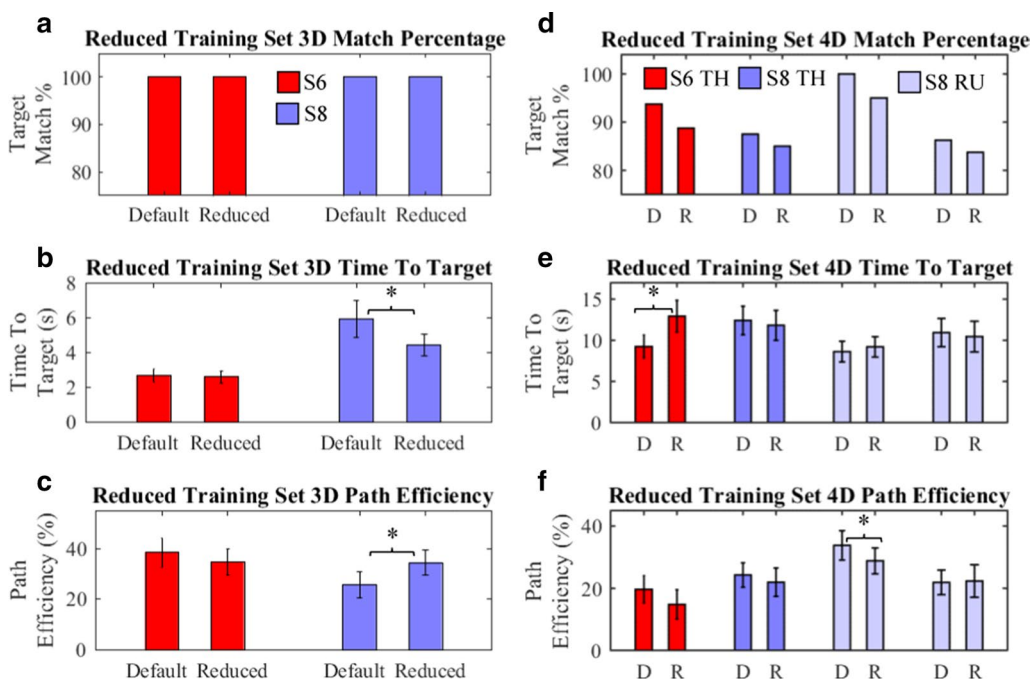 a
Reduced Training Set 3D Match Percentage
Target
Match %
100
90
80
S6
S8
Default Reduced Default Reduced
b
Reduced Training Set 3D Time To Target
Time To
Target (s)
8
6
4
2
0
*
Default Reduced Default Reduced
c
Reduced Training Set 3D Path Efficiency
Path
Efficiency (%)
40
20
0
*
Default Reduced Default Reduced
d
Reduced Training Set 4D Match Percentage
Target
Match %
100
90
80
S6 TH S8 TH S8 RU
D R D R D R D R
e
Reduced Training Set 4D Time To Target
Time To
Target (s)
15
10
5
0
*
D R D R D R D R
f
Reduced Training Set 4D Path Efficiency
Path
Efficiency (%)
40
20
0
*
D R D R D R D R